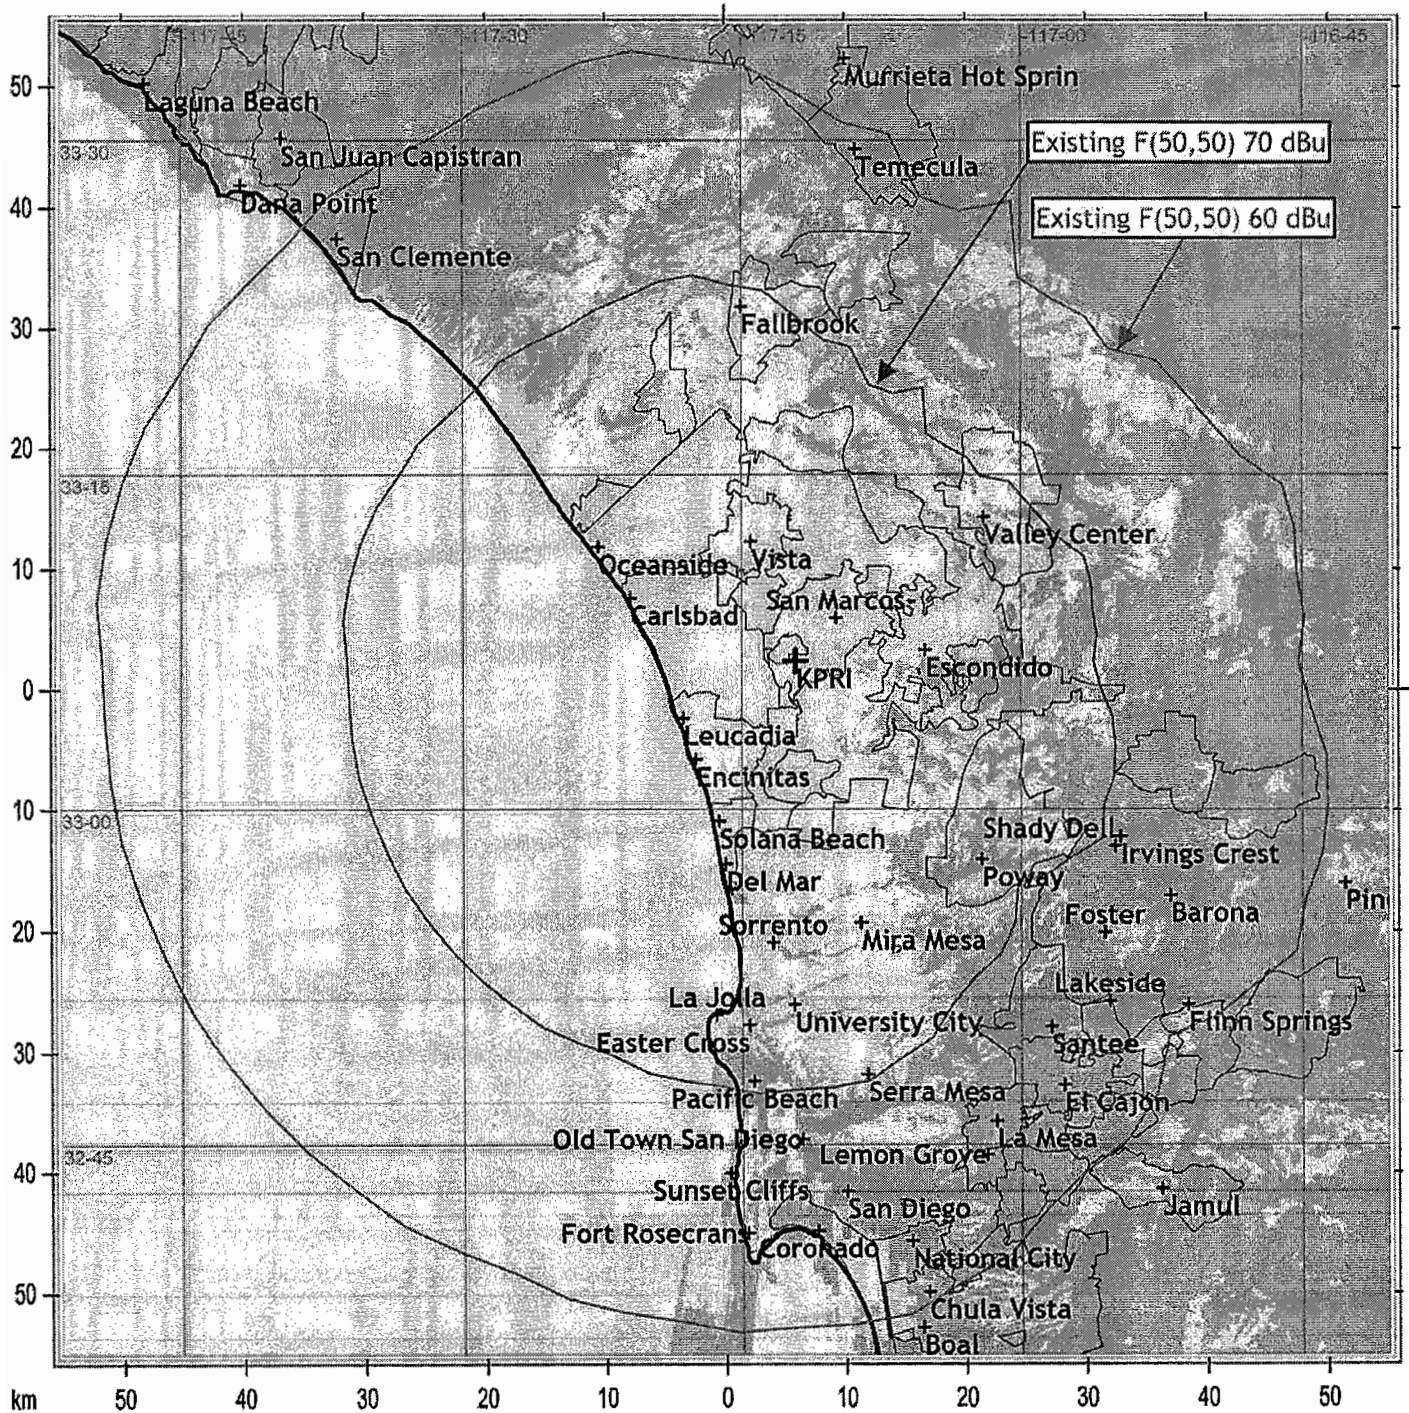 117-45
117-30
117-15
117-00
116-45
Murrieta Hot Sprin
50
Laguna Beach
Existing F(50,50) 70 dBu
33-30
San Juan Capistran
Temecula
40
Dana Point
Existing F(50,50) 60 dBu
San Clemente
30
Fallbrook
20
33-15
Valley Center
Vista
10
Oceanside
San Marcos
Carlsbad
Escondido
KPRI
0
Leucadia
Encinitas
10
33-00
Shady Dell
Solana Beach
Irvings Crest
Del Mar
Poway
Pin
Barona
Foster
20
Sorrento
Mira Mesa
Lakeside
La Jolla
University City
Flinn Springs
30
Easter Cross
Santee
Pacific Beach
Serra Mesa
El Cajon
Old Town San Diego
La Mesa
32-45
Lemon Grove
40
Sunset Cliffs
San Diego
Jamul
Fort Rosecrans
Coronado
National City
50
Chula Vista
Boal
km
50
40
30
20
10
0
10
20
30
40
50